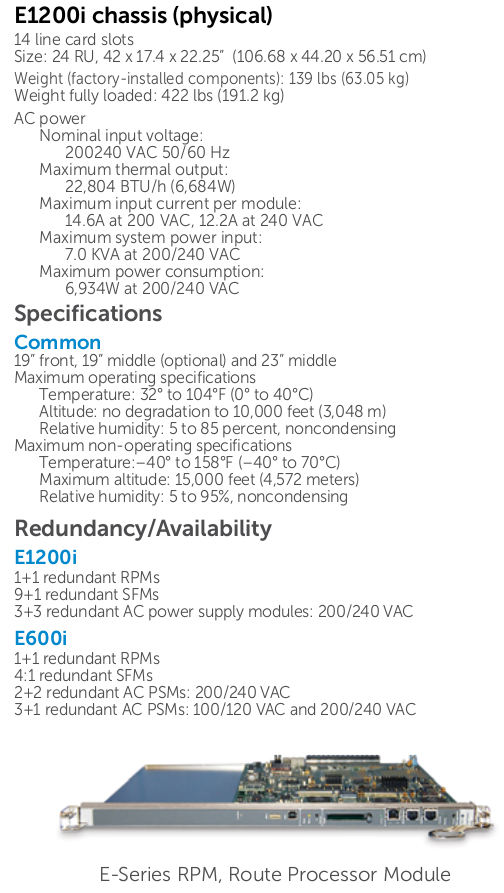 E1200i chassis (physical)
14 line card slots
Size: 24 RU, 42 x 17.4 x 22.25” (106.68 x 44.20 x 56.51 cm)
Weight (factory-installed components): 139 lbs (63.05 kg)
Weight fully loaded: 422 lbs (191.2 kg)
AC power
Nominal input voltage:
200240 VAC 50/60 Hz
Maximum thermal output:
22,804 BTU/h (6,684W)
Maximum input current per module:
14.6A at 200 VAC, 12.2A at 240 VAC
Maximum system power input:
7.0 KVA at 200/240 VAC
Maximum power consumption:
6,934W at 200/240 VAC
Specifications
Common
19” front, 19” middle (optional) and 23” middle
Maximum operating specifications
Temperature: 32° to 104°F (0° to 40°C)
Altitude: no degradation to 10,000 feet (3,048 m)
Relative humidity: 5 to 85 percent, noncondensing
Maximum non-operating specifications
Temperature:–40° to 158°F (–40° to 70°C)
Maximum altitude: 15,000 feet (4,572 meters)
Relative humidity: 5 to 95%, noncondensing
Redundancy/Availability
E1200i
1+1 redundant RPMs
9+1 redundant SFMs
3+3 redundant AC power supply modules: 200/240 VAC
E600i
1+1 redundant RPMs
4:1 redundant SFMs
2+2 redundant AC PSMs: 200/240 VAC
3+1 redundant AC PSMs: 100/120 VAC and 200/240 VAC
E-Series RPM, Route Processor Module